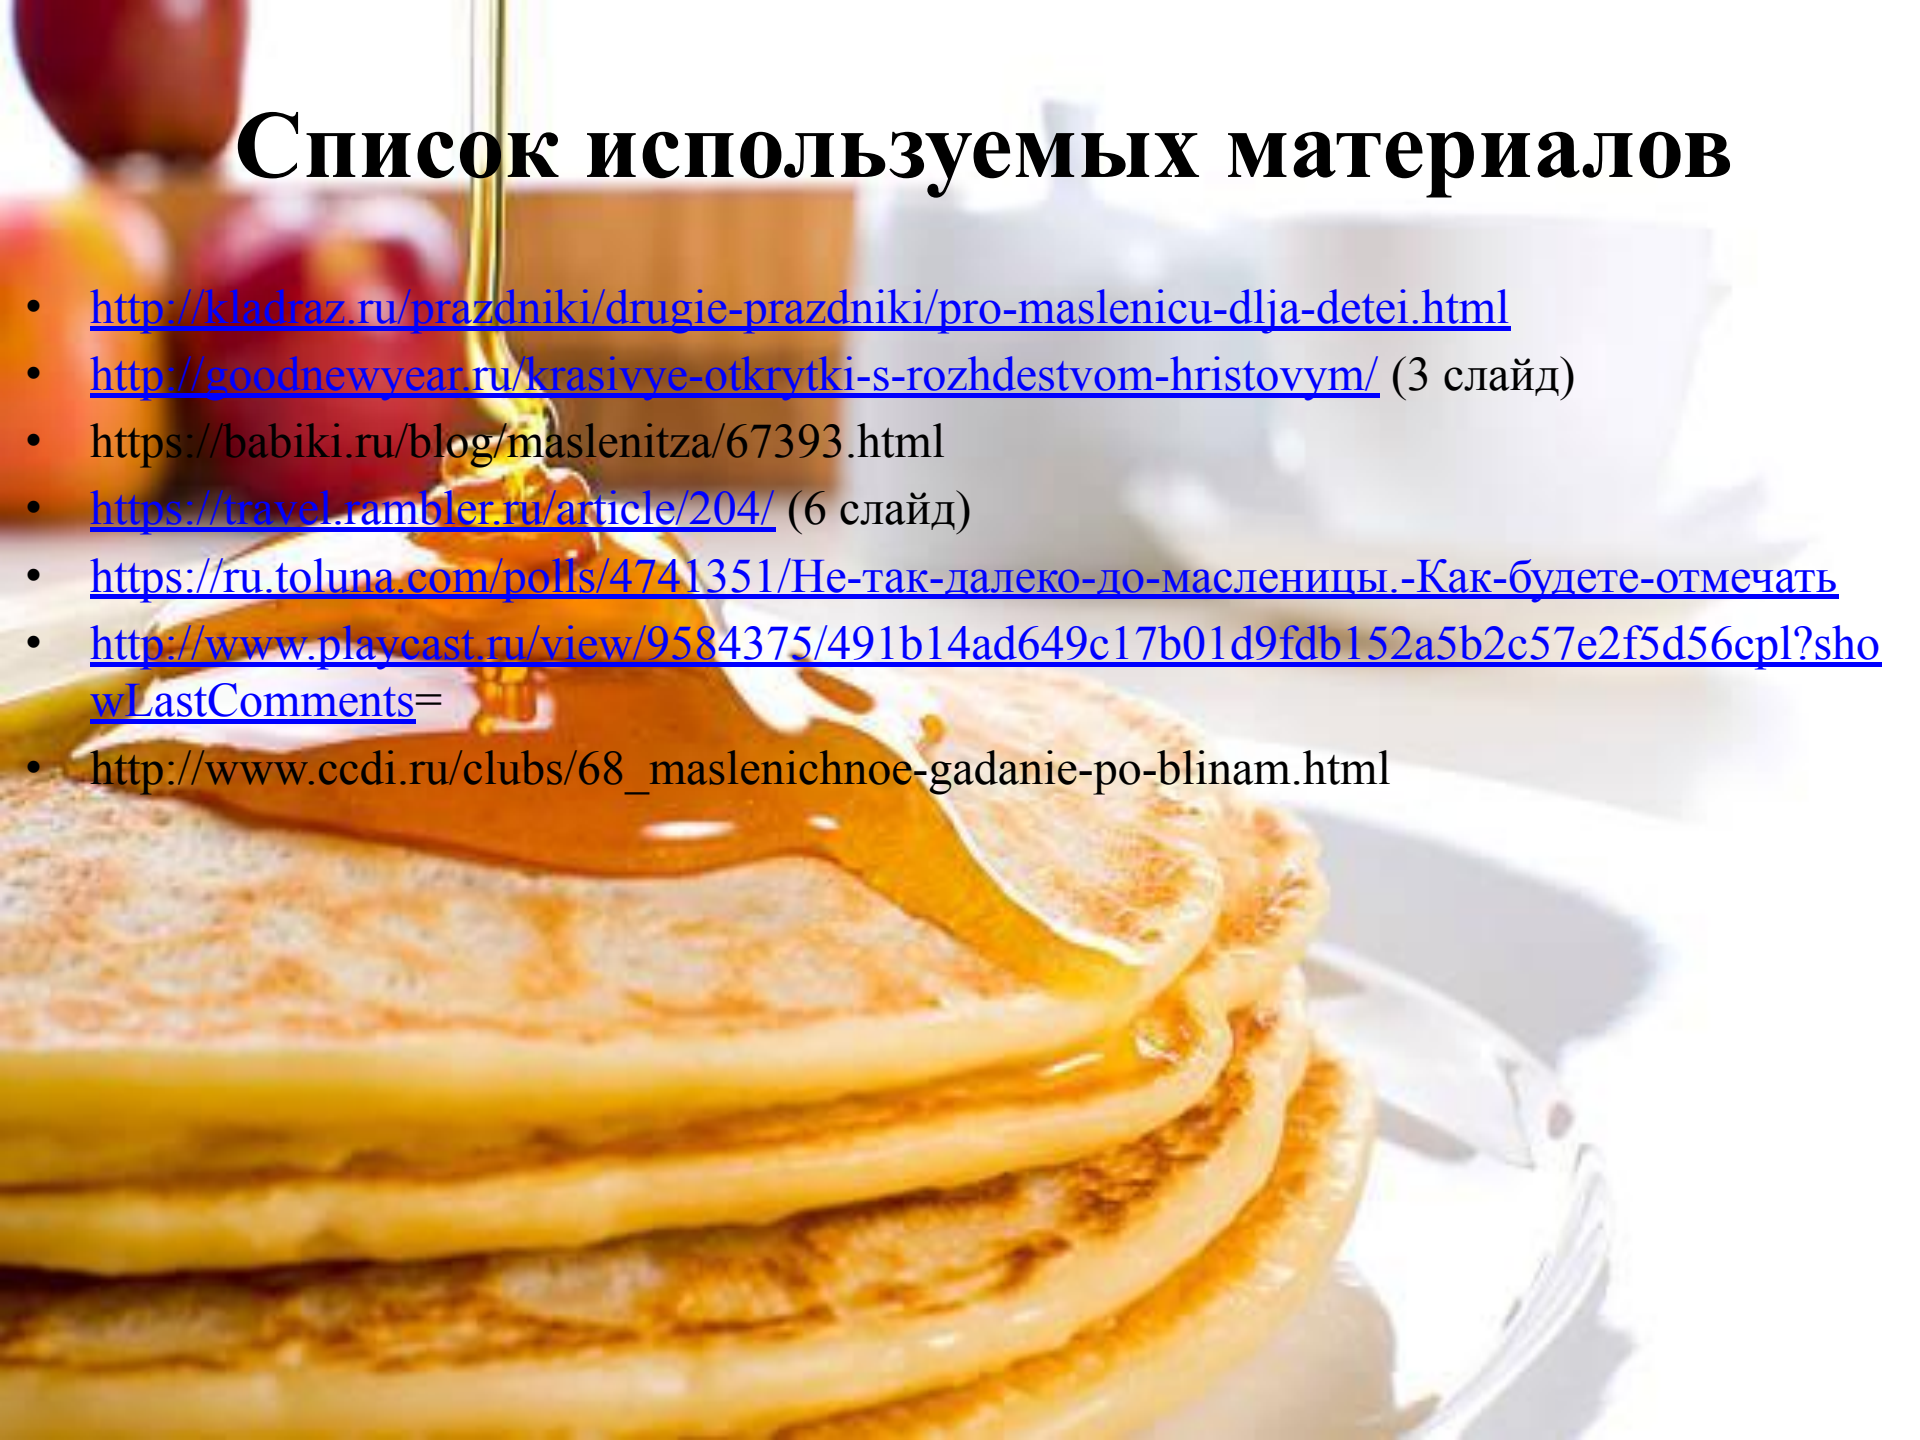 Список используемых материалов
• http://kladraz.ru/prazdniki/drugie-prazdniki/pro-maslenicu-dlja-detei.html
• http://goodnewyear.ru/krasivye-otkrytki-s-rozhdestvom-hristovym/ (3 слайд)
• https://babiki.ru/blog/maslenitza/67393.html
• https://travel.rambler.ru/article/204/ (6 слайд)
• https://ru.toluna.com/polls/4741351/Не-так-далеко-до-масленицы.-Как-будете-отмечать
• http://www.playcast.ru/view/9584375/491b14ad649c17b01d9fdb152a5b2c57e2f5d56cpl?sho
wLastComments=
• http://www.ccdi.ru/clubs/68_maslenichnoe-gadanie-po-blinam.html